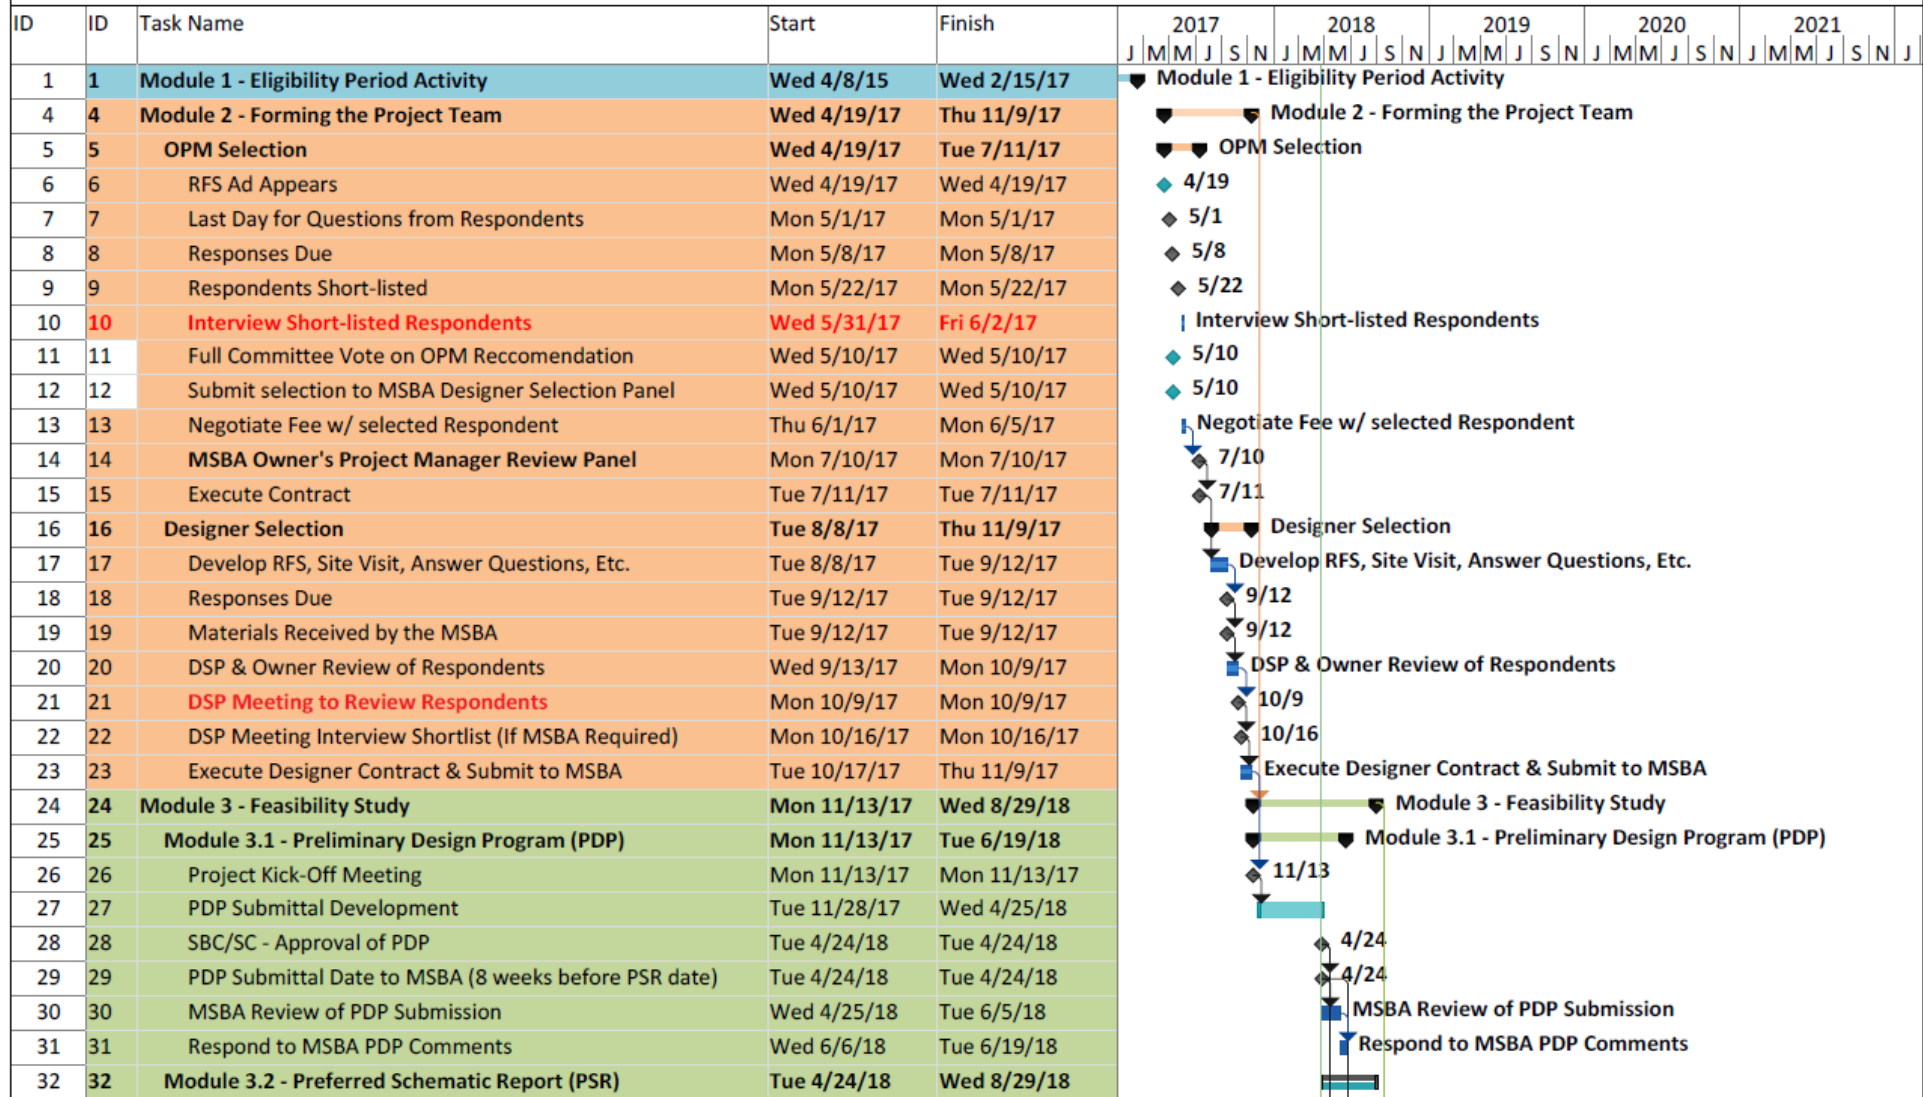 ID ID Task Name Start Finish 2017 2018 2019 2020 2021
J M M J S N J M M J S N J M M J S N J M M J S N J M M J S N J
1 1 Module 1 - Eligibility Period Activity Wed 4/8/15 Wed 2/15/17 Module 1 - Eligibility Period Activity
4 4 Module 2 - Forming the Project Team Wed 4/19/17 Thu 11/9/17 Module 2 - Forming the Project Team
5 5 OPM Selection Wed 4/19/17 Tue 7/11/17 OPM Selection
6 6 RFS Ad Appears Wed 4/19/17 Wed 4/19/17 4/19
7 7 Last Day for Questions from Respondents Mon 5/1/17 Mon 5/1/17 5/1
8 8 Responses Due Mon 5/8/17 Mon 5/8/17 5/8
9 9 Respondents Short-listed Mon 5/22/17 Mon 5/22/17 5/22
10 10 Interview Short-listed Respondents Wed 5/31/17 Fri 6/2/17 Interview Short-listed Respondents
11 11 Full Committee Vote on OPM Reccomendation Wed 5/10/17 Wed 5/10/17 5/10
12 12 Submit selection to MSBA Designer Selection Panel Wed 5/10/17 Wed 5/10/17 5/10
13 13 Negotiate Fee w/ selected Respondent Thu 6/1/17 Mon 6/5/17 Negotiate Fee w/ selected Respondent
14 14 MSBA Owner's Project Manager Review Panel Mon 7/10/17 Mon 7/10/17 7/10
15 15 Execute Contract Tue 7/11/17 Tue 7/11/17 7/11
16 16 Designer Selection Tue 8/8/17 Thu 11/9/17 Designer Selection
17 17 Develop RFS, Site Visit, Answer Questions, Etc. Tue 8/8/17 Tue 9/12/17 Develop RFS, Site Visit, Answer Questions, Etc.
18 18 Responses Due Tue 9/12/17 Tue 9/12/17 9/12
19 19 Materials Received by the MSBA Tue 9/12/17 Tue 9/12/17 9/12
20 20 DSP & Owner Review of Respondents Wed 9/13/17 Mon 10/9/17 DSP & Owner Review of Respondents
21 21 DSP Meeting to Review Respondents Mon 10/9/17 Mon 10/9/17 10/9
22 22 DSP Meeting Interview Shortlist (If MSBA Required) Mon 10/16/17 Mon 10/16/17 10/16
23 23 Execute Designer Contract & Submit to MSBA Tue 10/17/17 Thu 11/9/17 Execute Designer Contract & Submit to MSBA
24 24 Module 3 - Feasibility Study Mon 11/13/17 Wed 8/29/18 Module 3 - Feasibility Study
25 25 Module 3.1 - Preliminary Design Program (PDP) Mon 11/13/17 Tue 6/19/18 Module 3.1 - Preliminary Design Program (PDP)
26 26 Project Kick-Off Meeting Mon 11/13/17 Mon 11/13/17 11/13
27 27 PDP Submittal Development Tue 11/28/17 Wed 4/25/18
28 28 SBC/SC - Approval of PDP Tue 4/24/18 Tue 4/24/18 4/24
29 29 PDP Submittal Date to MSBA (8 weeks before PSR date) Tue 4/24/18 Tue 4/24/18 4/24
30 30 MSBA Review of PDP Submission Wed 4/25/18 Tue 6/5/18 MSBA Review of PDP Submission
31 31 Respond to MSBA PDP Comments Wed 6/6/18 Tue 6/19/18 Respond to MSBA PDP Comments
32 32 Module 3.2 - Preferred Schematic Report (PSR) Tue 4/24/18 Wed 8/29/18